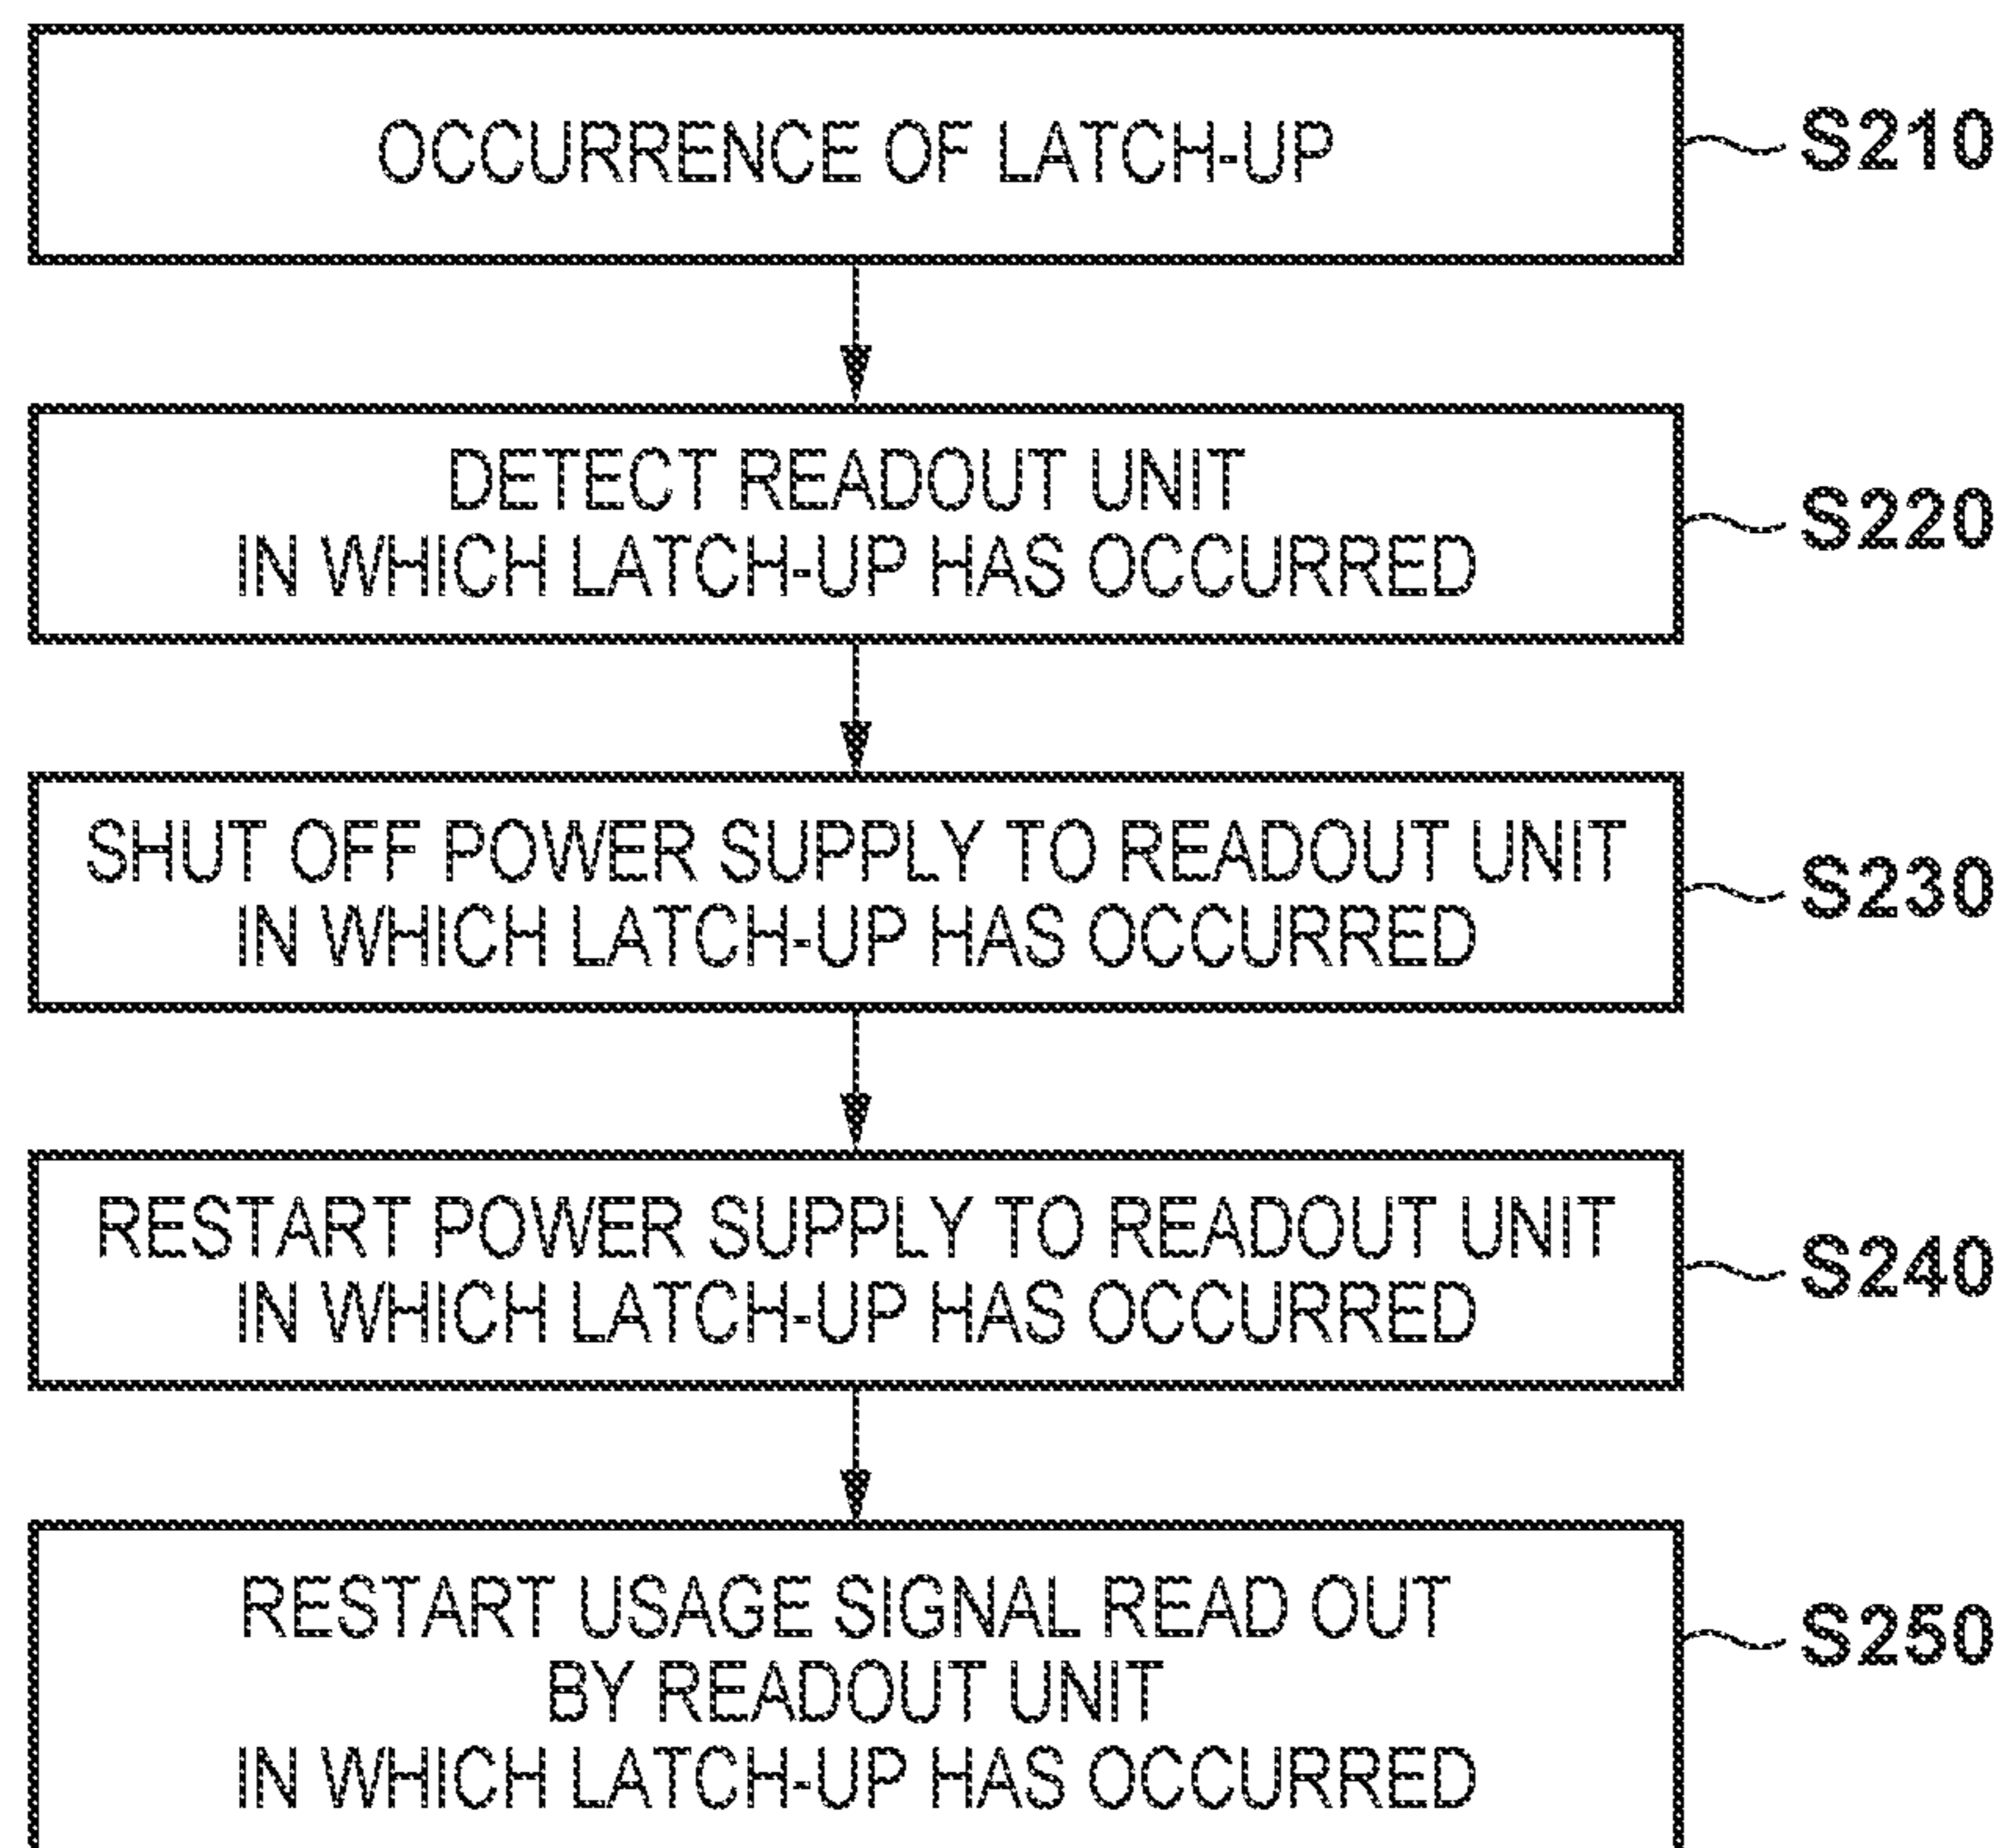 OCCURRENCE OF LATCH-UP
S210
DETECT READOUT UNIT
IN WHICH LATCH-UP HAS OCCURRED
S220
SHUT OFF POWER SUPPLY TO READOUT UNIT
IN WHICH LATCH-UP HAS OCCURRED
S230
RESTART POWER SUPPLY TO READOUT UNIT
IN WHICH LATCH-UP HAS OCCURRED
S240
RESTART USAGE SIGNAL READ OUT
BY READOUT UNIT
IN WHICH LATCH-UP HAS OCCURRED
S250